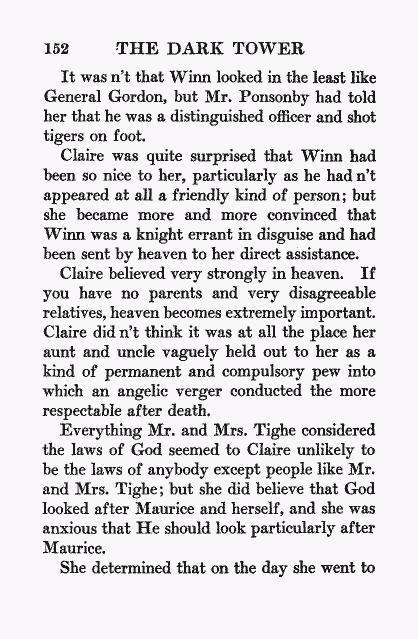 152 THE DARK TOWER
It was n't that Winn looked in the least like
General Gordon, but Mr. Ponsonby had told
her that he was a distinguished officer and shot
tigers on foot.
Claire was quite surprised that Winn had
been so nice to her, particularly as he had n't
appeared at all a friendly kind of person; but
she became more and more convinced that
Winn was a knight errant in disguise and had
been sent by heaven to her direct assistance.
Claire believed very strongly in heaven. If
you have no parents and very disagreeable
relatives, heaven becomes extremely important.
Claire did n't think it was at all the place her
aunt and uncle vaguely held out to her as a
kind of permanent and compulsory pew into
which an angelic verger conducted the more
respectable after death.
Everything Mr. and Mrs. Tighe considered
the laws of God seemed to Claire unlikely to
be the laws of anybody except people like Mr.
and Mrs. Tighe; but she did believe that God
looked after Maurice and herself, and she was
anxious that He should look particularly after
Maurice.
She determined that on the day she went to